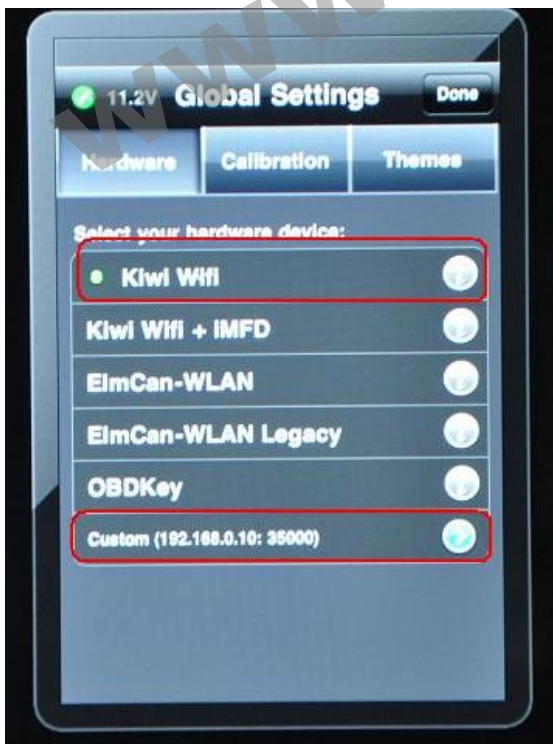 11.2V Global Settings Done
Hardware Calibration Themes
Select your hardware device:
Kiwi Wifi
Kiwi Wifi + iMFD
ElmCan-WLAN
ElmCan-WLAN Legacy
OBDKey
Custom (192.168.0.10: 35000)